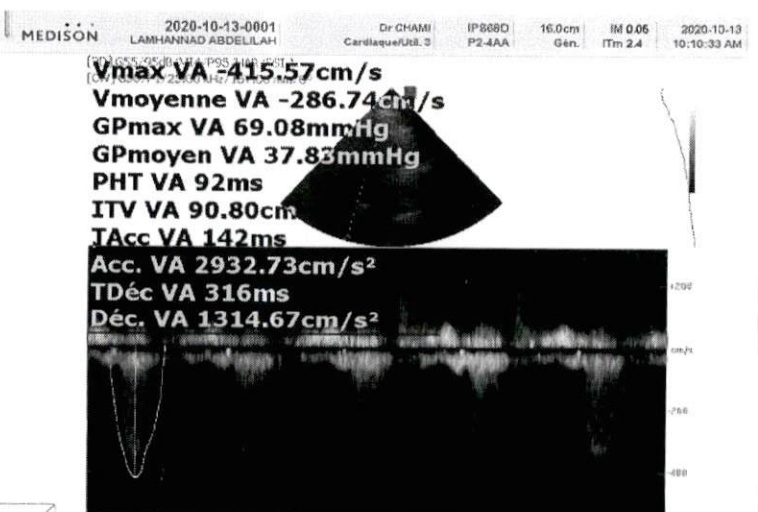 MEDISON
2020-10-13-0001
LAMHANNAD ABDELILAH
Dr CHAMI
Cardiaque/Util. 3
IPS68D
P2-4AA
16.0cm
Gén.
IM 0.05
ITm 2.4
2020-10-13
10:10:33 AM
Vmax VA -415.57cm/s
Vmoyenne VA -286.74cm/s
GPmax VA 69.08mmHg
GPmoyen VA 37.83mmHg
PHT VA 92ms
ITV VA 90.80cm
TAcc VA 142ms
Acc. VA 2932.73cm/s²
TDéc VA 316ms
Déc. VA 1314.67cm/s²
+200
cm/s
-200
-400